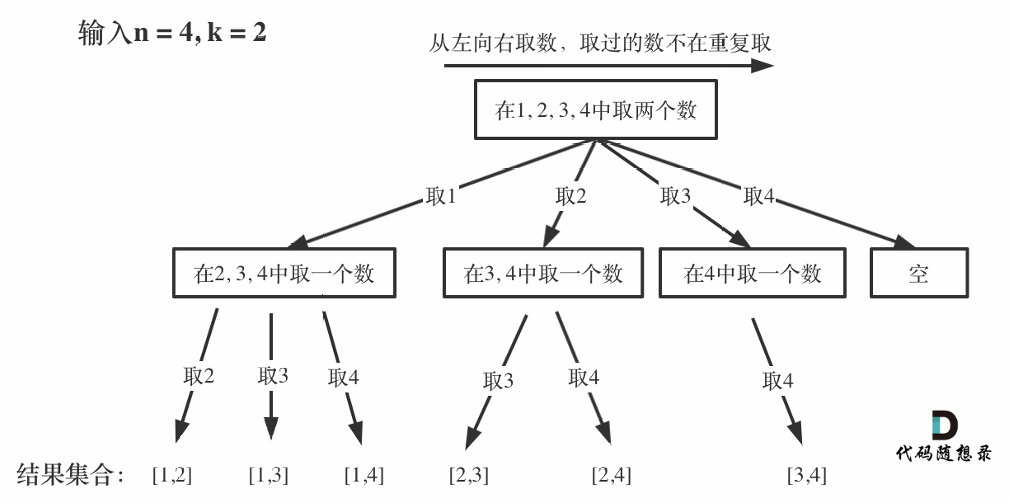 输入n = 4, k = 2
从左向右取数，取过的数不在重复取
在1, 2, 3, 4中取两个数
取1
取2
取3
取4
在2, 3, 4中取一个数
在3, 4中取一个数
在4中取一个数
空
取2
取3
取4
取3
取4
取4
结果集合：
[1,2]
[1,3]
[1,4]
[2,3]
[2,4]
[3,4]
代码随想录